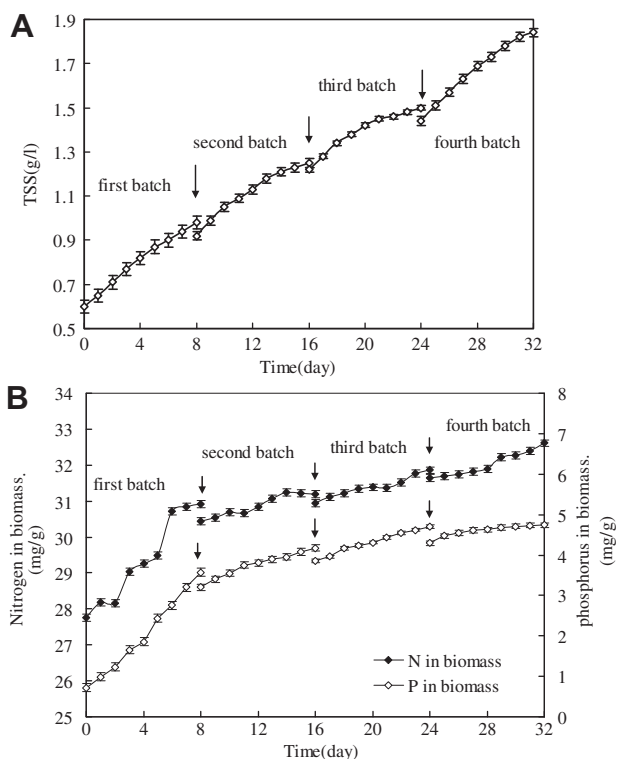 A
1.9
1.7
1.5
1.3
1.1
0.9
0.7
0.5
TSS(g/l)
first batch
second batch
third batch
fourth batch
0 4 8 12 16 20 24 28 32
Time(day)
B
34
33
32
31
30
29
28
27
26
25
Nitrogen in biomass.
(mg/g)
first batch
second batch
third batch
fourth batch
8
7
6
5
4
3
2
1
0
phosphorus in biomass.
(mg/g)
N in biomass
P in biomass
0 4 8 12 16 20 24 28 32
Time(day)